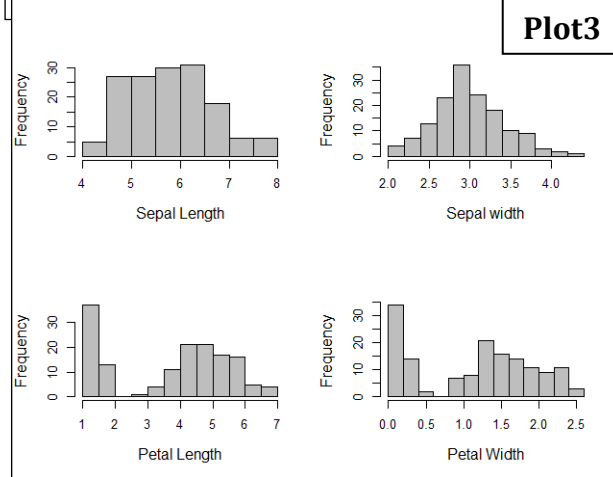 Plot3
Frequency
0 10 20 30
4 5 6 7 8
Sepal Length
Frequency
0 10 20 30
2.0 2.5 3.0 3.5 4.0
Sepal width
Frequency
0 10 20 30
1 2 3 4 5 6 7
Petal Length
Frequency
0 10 20 30
0.0 0.5 1.0 1.5 2.0 2.5
Petal Width